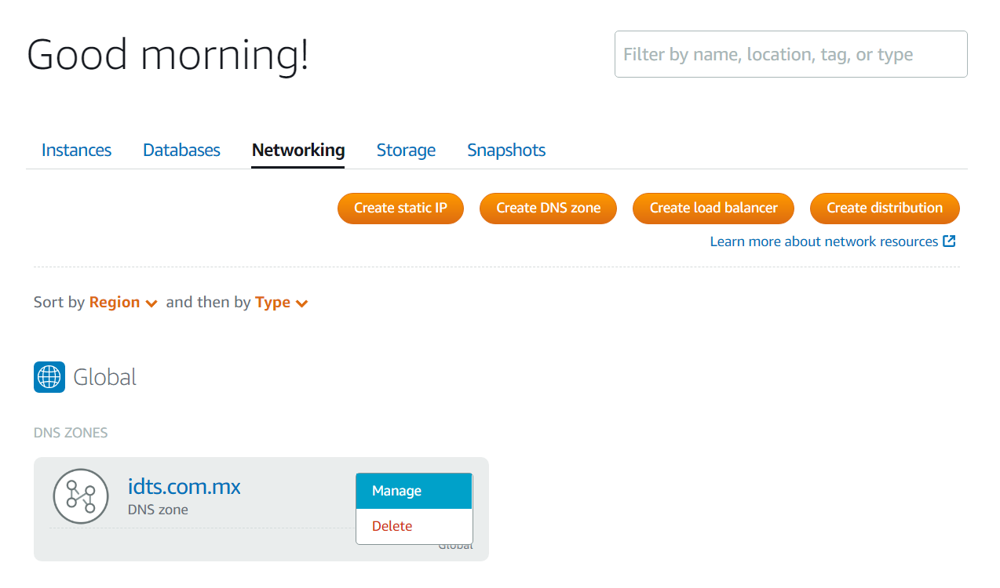 Good morning!
Filter by name, location, tag, or type
Instances Databases Networking Storage Snapshots
Create static IP Create DNS zone Create load balancer Create distribution
Learn more about network resources
Sort by Region and then by Type
Global
DNS ZONES
idts.com.mx
DNS zone
Manage
Delete
Global